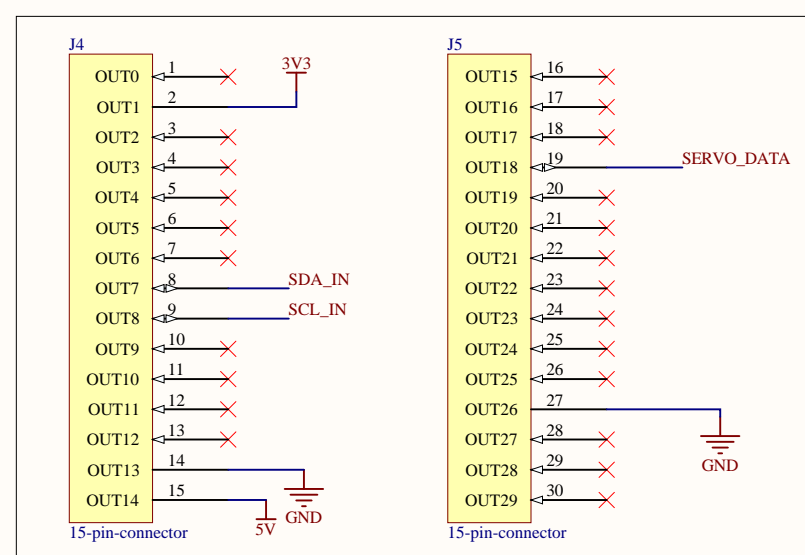 J4
OUT0 1
3V3
OUT1 2
OUT2 3
OUT3 4
OUT4 5
OUT5 6
OUT6 7
OUT7 8 SDA_IN
OUT8 9 SCL_IN
OUT9 10
OUT10 11
OUT11 12
OUT12 13
OUT13 14
GND
OUT14 15
5V
15-pin-connector
J5
OUT15 16
OUT16 17
OUT17 18
OUT18 19 SERVO_DATA
OUT19 20
OUT20 21
OUT21 22
OUT22 23
OUT23 24
OUT24 25
OUT25 26
OUT26 27
GND
OUT27 28
OUT28 29
OUT29 30
15-pin-connector